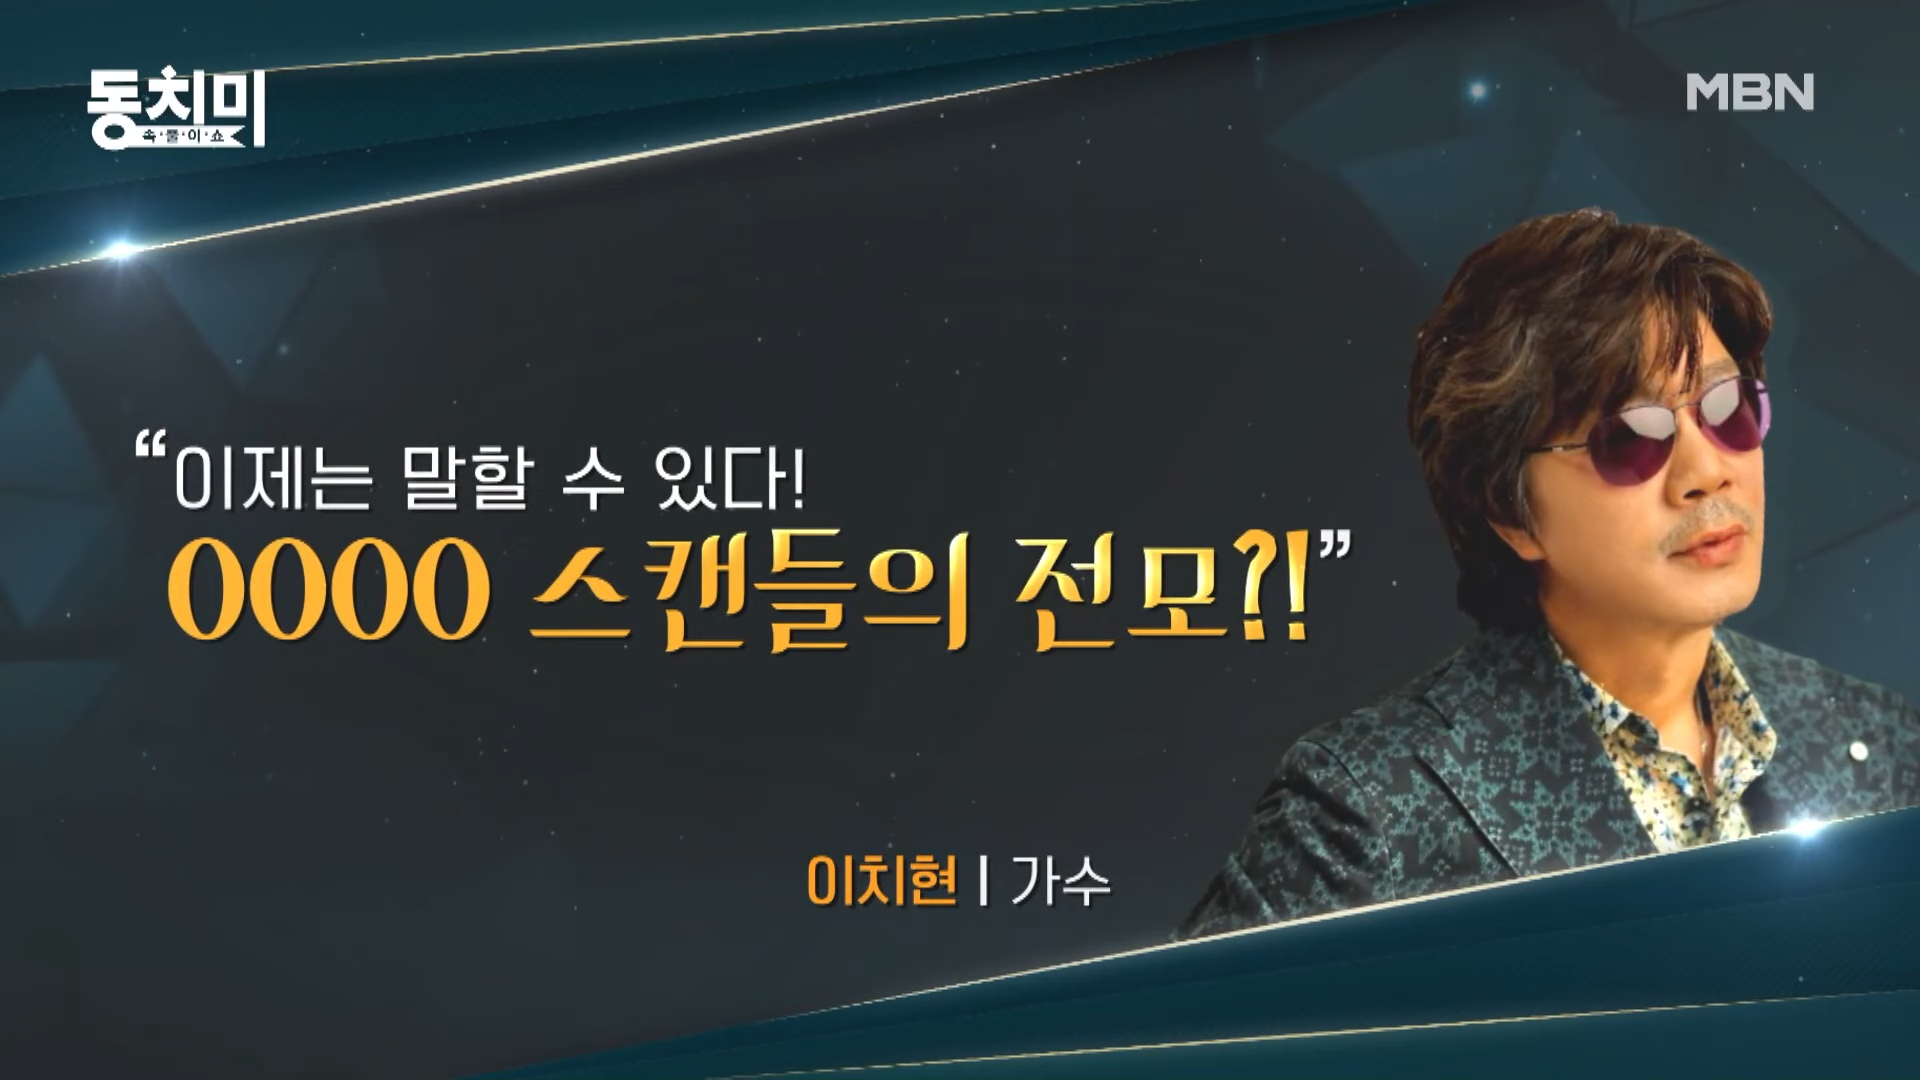 동치미
속·풀·이·쇼
MBN
“이제는 말할 수 있다!
0000 스캔들의 전모?!”
이치현 | 가수